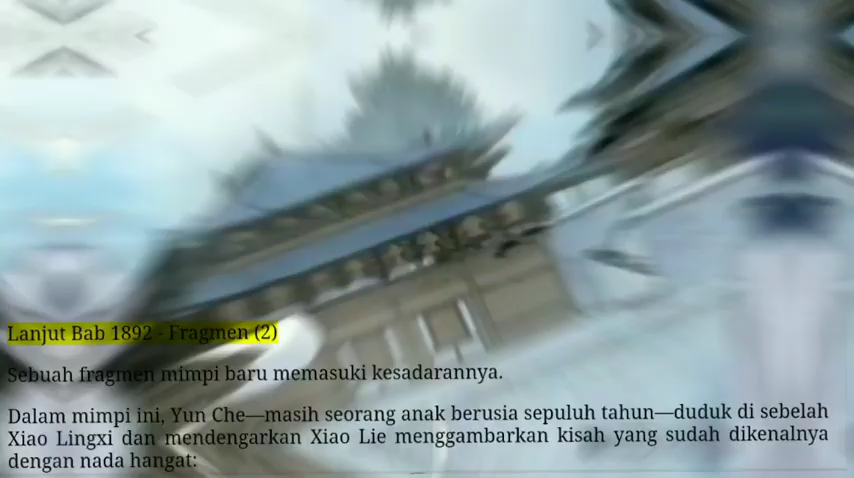 Lanjut Bab 1892 - Fragmen (2)
Sebuah fragmen mimpi baru memasuki kesadarannya.
Dalam mimpi ini, Yun Che—masih seorang anak berusia sepuluh tahun—duduk di sebelah
Xiao Lingxi dan mendengarkan Xiao Lie menggambarkan kisah yang sudah dikenalnya
dengan nada hangat: